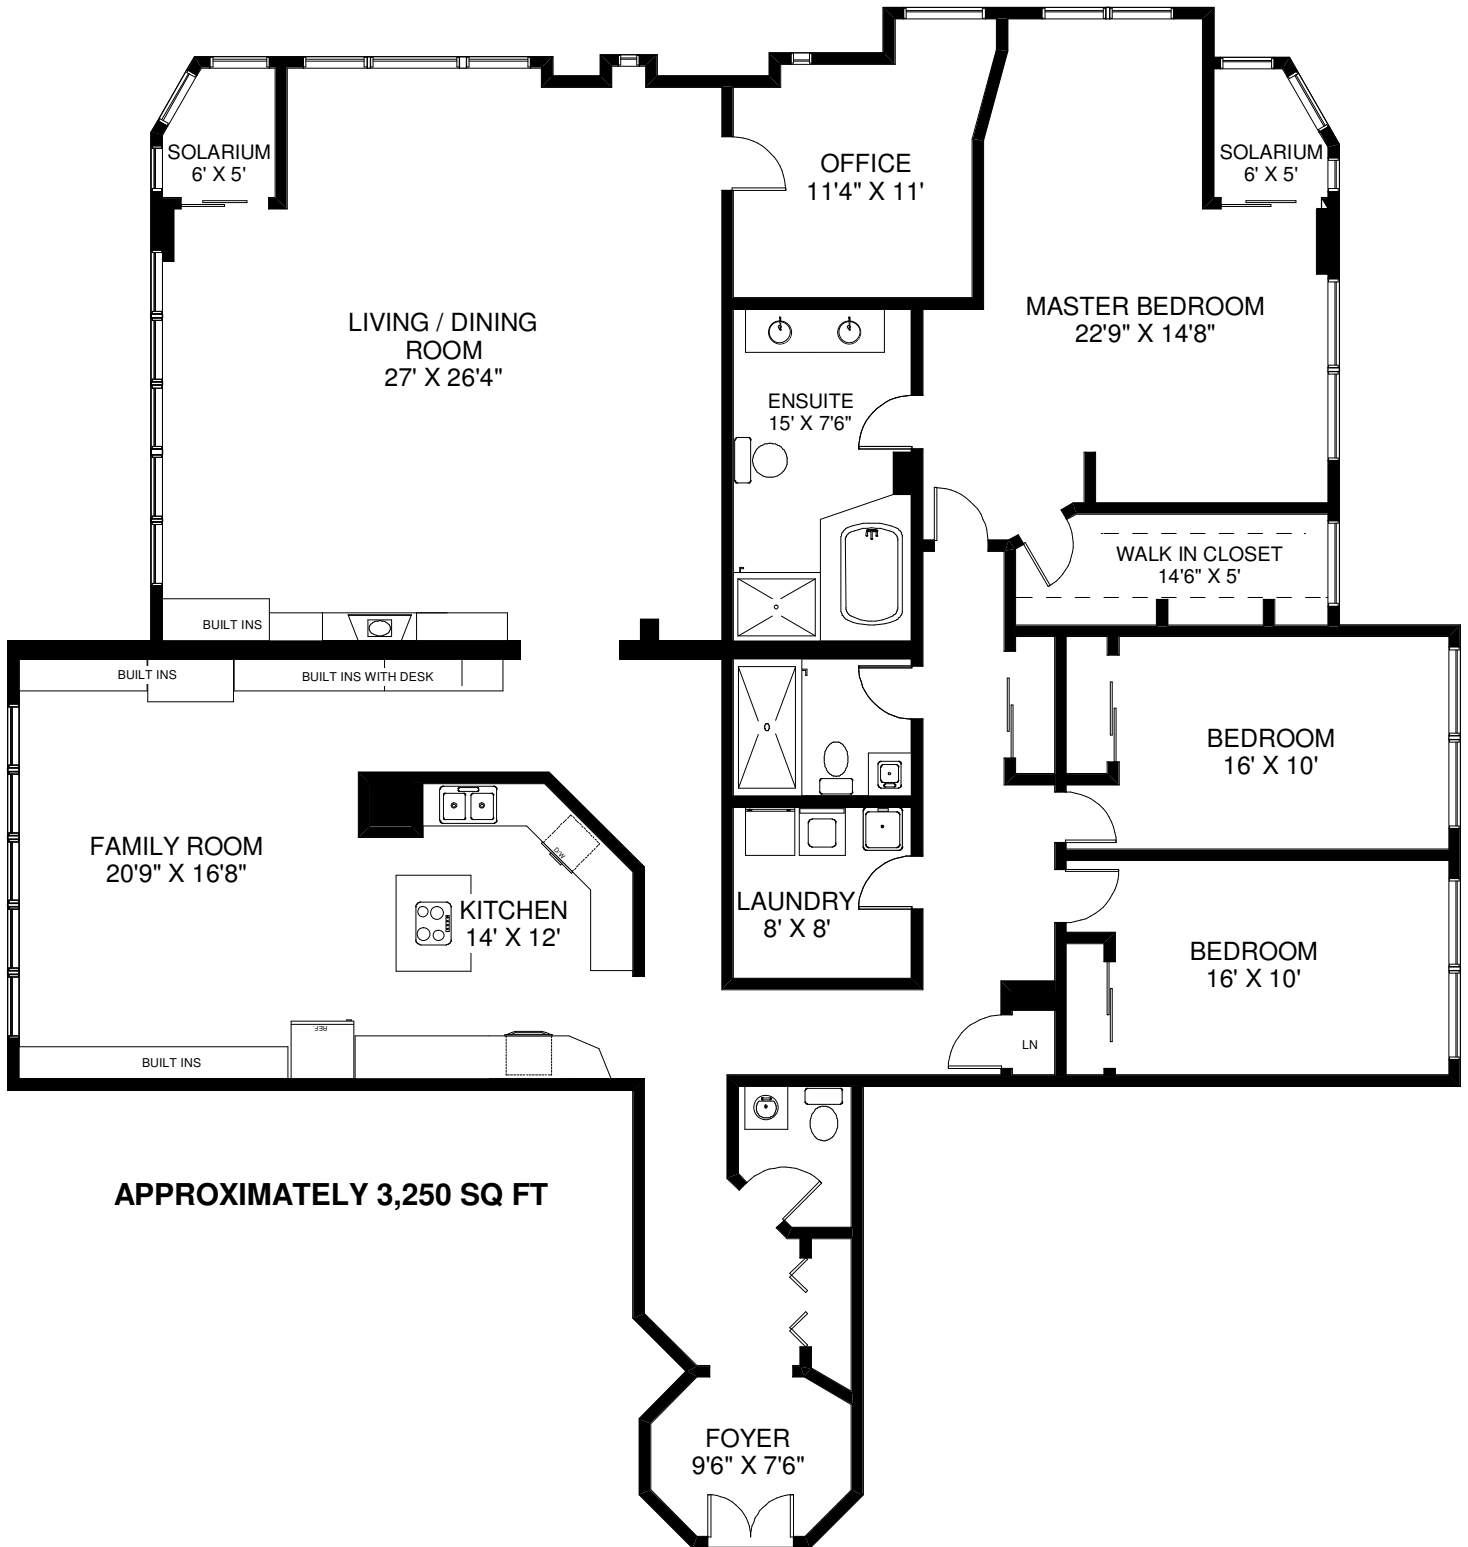 SOLARIUM
6' X 5'
OFFICE
11'4" X 11'
SOLARIUM
6' X 5'
LIVING / DINING
ROOM
27' X 26'4"
MASTER BEDROOM
22'9" X 14'8"
ENSUITE
15' X 7'6"
WALK IN CLOSET
14'6" X 5'
BUILT INS
BUILT INS
BUILT INS WITH DESK
BEDROOM
16' X 10'
FAMILY ROOM
20'9" X 16'8"
D/W
KITCHEN
14' X 12'
LAUNDRY
8' X 8'
BEDROOM
16' X 10'
REF.
BUILT INS
LN
APPROXIMATELY 3,250 SQ FT
FOYER
9'6" X 7'6"